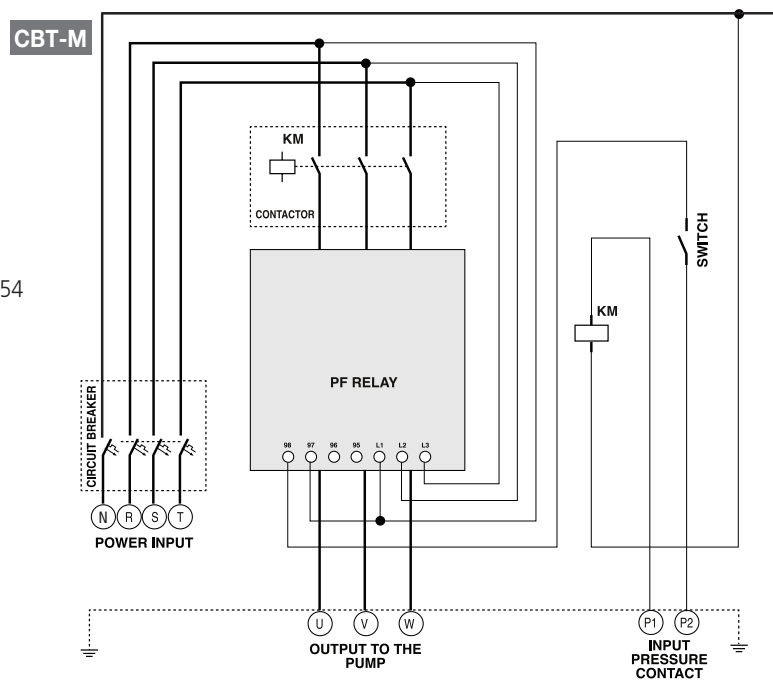 CBT-M
KM
CONTACTOR
SWITCH
54
KM
PF RELAY
CIRCUIT BREAKER
98 97 96 95 L1 L2 L3
N R S T
POWER INPUT
U V W
OUTPUT TO THE
PUMP
P1 P2
INPUT
PRESSURE
CONTACT